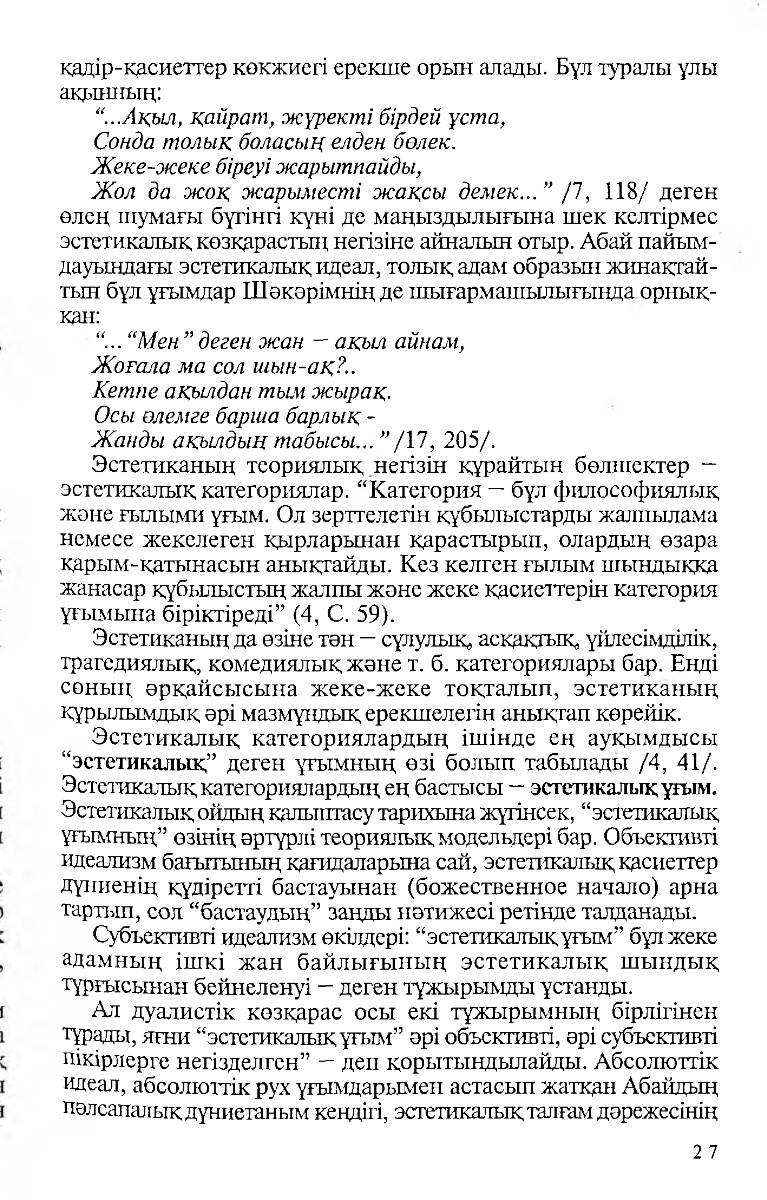 қадір-қасиеттер көкжиегі ерекше орын алады. Бұл туралы ұлы
ақынның:
“...Ақыл, қайрат, жүректі бірдей ұста,
Сонда толық боласың елден бөлек.
Жеке-жеке біреуі жарытпайды,
Жол да жоқ жарыместі жақсы демек...” /7, 118/ деген
өлең шумағы бүгінгі күні де маңыздылығына шек келтірмес
эстетикалық көзқарастың негізіне айналып отыр. Абай пайым-
дауындағы эстетикалық идеал, толық адам образын жинақтай-
тын бұл ұғымдар Шәкәрімнің де шығармашылығында орнық-
қан:
“... “Мен” деген жан — ақыл айнам,
Жоғала ма сол шын-ақ?..
Кетпе ақылдан тым жырақ.
Осы әлемге барша барлық -
Жанды ақылдың табысы...” /17, 205/.
Эстетиканың теориялық негізін құрайтын бөлшектер —
эстетикалық категориялар. “Категория — бұл философиялық
және ғылыми ұғым. Ол зерттелетін құбылыстарды жалпылама
немесе жекелеген қырларынан қарастырып, олардың өзара
қарым-қатынасын анықтайды. Кез келген ғылым шындыққа
жанасар құбылыстың жалпы және жеке қасиеттерін категория
ұғымына біріктіреді” (4, С. 59).
Эстетиканың да өзіне тән — сұлулық, асқақтық, үйлесімділік,
трагедиялық, комедиялық және т. б. категориялары бар. Енді
соның әрқайсысына жеке-жеке тоқталып, эстетиканың
құрылымдық әрі мазмұндық ерекшелегін анықтап көрейік.
Эстетикалық категориялардың ішінде ең ауқымдысы
“эстетикалық” деген ұғымның өзі болып табылады /4, 41/.
Эстетикалық категориялардың ең бастысы — эстетикалық ұғым.
Эстетикалық ойдың қалыптасу тарихына жүгінсек, “эстетикалық
ұғымның” өзінің әртүрлі теориялық модельдері бар. Объективті
идеализм бағытының қағидаларына сай, эстетикалық қасиеттер
дүниенің құдіретті бастауынан (божественное начало) арна
тартып, сол “бастаудың” заңды нәтижесі ретінде талданады.
Субъективті идеализм өкілдері: “эстетикалық ұғым” бұл жеке
адамның ішкі жан байлығының эстетикалық шындық
тұрғысынан бейнеленуі — деген тұжырымды ұстанды.
Ал дуалистік көзқарас осы екі тұжырымның бірлігінен
тұрады, яғни “эстетикалық ұғым” әрі объективті, әрі субъективті
пікірлерге негізделген” — деп қорытындылайды. Абсолюттік
идеал, абсолюттік рух ұғымдарымен астасып жатқан Абайдың
пәлсапалық дүниетаным кеңдігі, эстетикалық талғам дәрежесінің
27